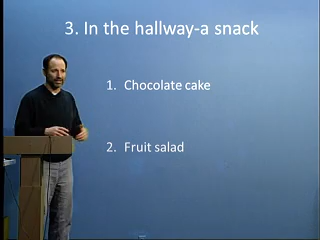 3. In the hallway-a snack
1. Chocolate cake
2. Fruit salad